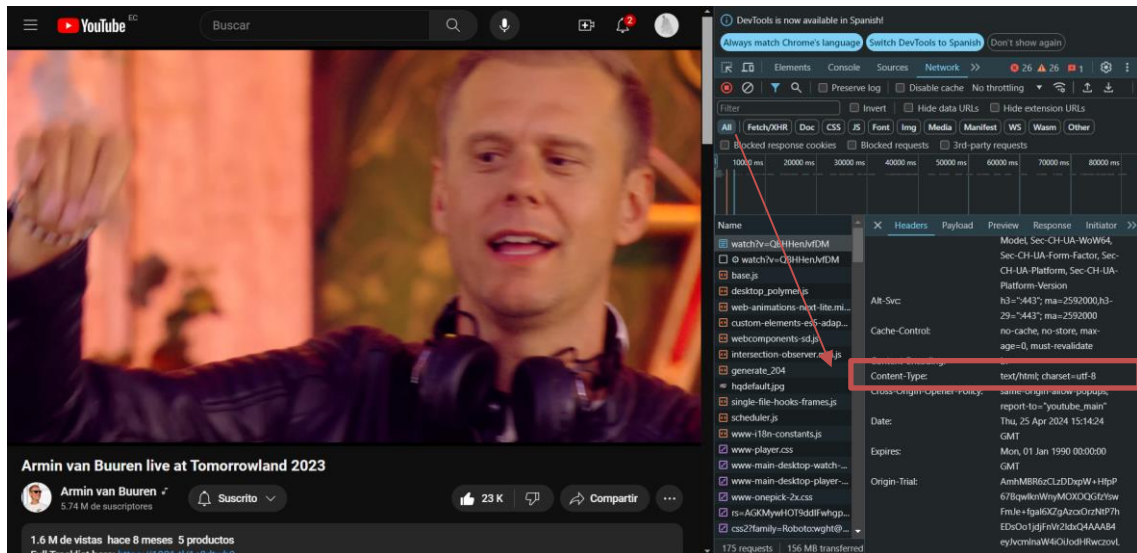 YouTube EC
Buscar
2
DevTools is now available in Spanish!
Always match Chrome's language
Switch DevTools to Spanish
Don't show again
Elements Console Sources Network
26 26 1
Preserve log Disable cache No throttling
Filter Invert Hide data URLs Hide extension URLs
All Fetch/XHR Doc CSS JS Font Img Media Manifest WS Wasm Other
Blocked response cookies Blocked requests 3rd-party requests
10000 ms 20000 ms 30000 ms 40000 ms 50000 ms 60000 ms 70000 ms 80000 ms
Name
watch?v=QBHHenJvfDM
watch?v=QBHHenJvfDM
base.js
desktop_polymer.js
web-animations-next-lite.mi...
custom-elements-es5-adap...
webcomponents-sd.js
generate_204
hqdefault.jpg
single-file-hooks-frames.js
scheduler.js
www-i18n-constants.js
www-player.css
www-main-desktop-watch-...
www-main-desktop-player-...
www-onepick-2x.css
rs=AGKMywHOT9ddIFwhgp...
css2?family=Roboto:wght@...
175 requests 156 MB transferred
Headers Payload Preview Response Initiator
Model, Sec-CH-UA-WoW64,
Sec-CH-UA-Form-Factor, Sec-
CH-UA-Platform, Sec-CH-UA-
Platform-Version
Alt-Svc: h3=":443"; ma=2592000,h3-
29=":443"; ma=2592000
Cache-Control: no-cache, no-store, max-
age=0, must-revalidate
Content-Type: text/html; charset=utf-8
Cross-Origin-Opener-Policy: same-origin-allow-popups;
report-to="youtube_main"
Date: Thu, 25 Apr 2024 15:14:24
GMT
Expires: Mon, 01 Jan 1990 00:00:00
GMT
Origin-Trial: AmhMBR6zCLzDDxpW+HfpP
67BqwIknWnyMOXOQGfzYsw
FmJe+fgal6XZgAzcxOrzNtP7h
EDsOo1jdjFnVr2IdxQ4AAAB4
eyJvcmlnaW4iOiJodHRwczovL
Armin van Buuren live at Tomorrowland 2023
Armin van Buuren
5.74 M de suscriptores
Suscrito
23 K
Compartir
1.6 M de vistas hace 8 meses 5 productos